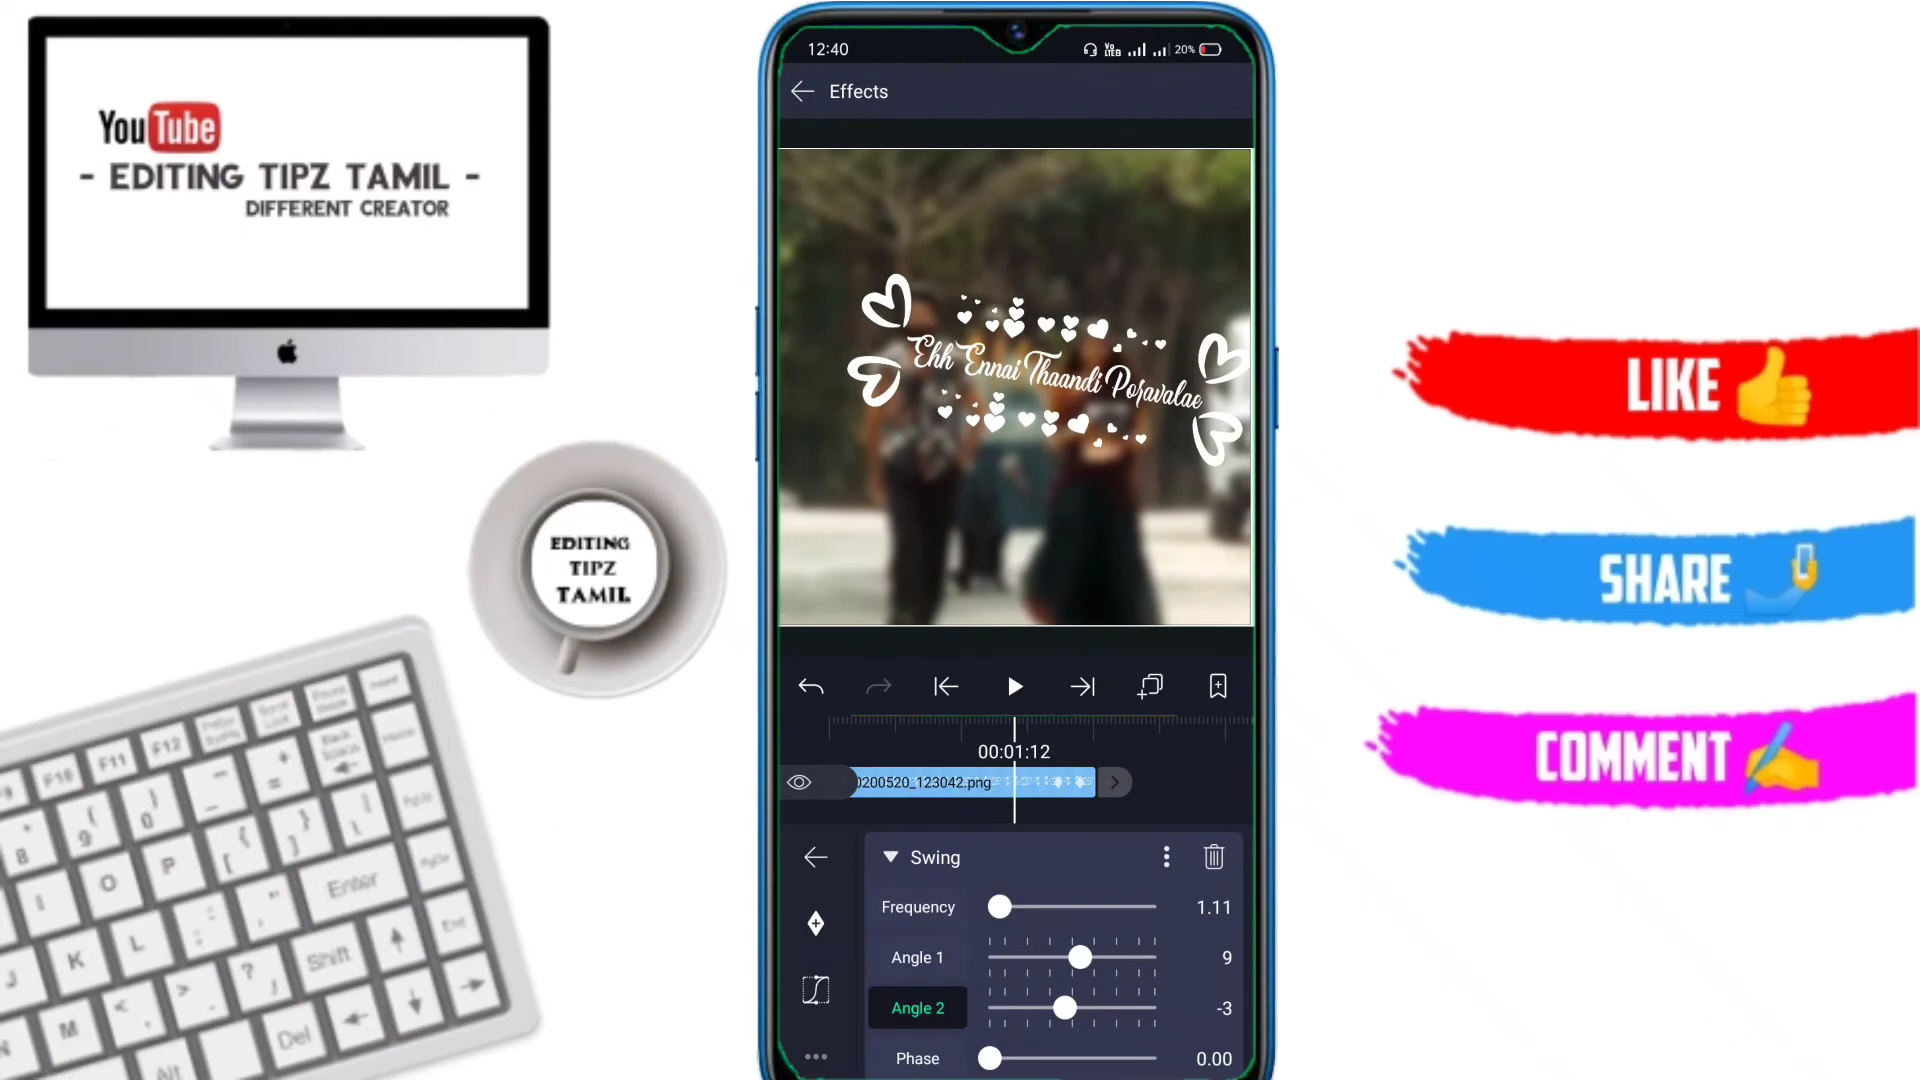 YouTube
- EDITING TIPZ TAMIL -
DIFFERENT CREATOR
EDITING
TIPZ
TAMIL
12:40
20%
Effects
Ehh Ennai Thaandi Poravalae
00:01:12
0200520_123042.png
Swing
Frequency
1.11
Angle 1
9
Angle 2
-3
Phase
0.00
LIKE
SHARE
COMMENT
F10
F11
F12
Enter
Shift
Del
Alt